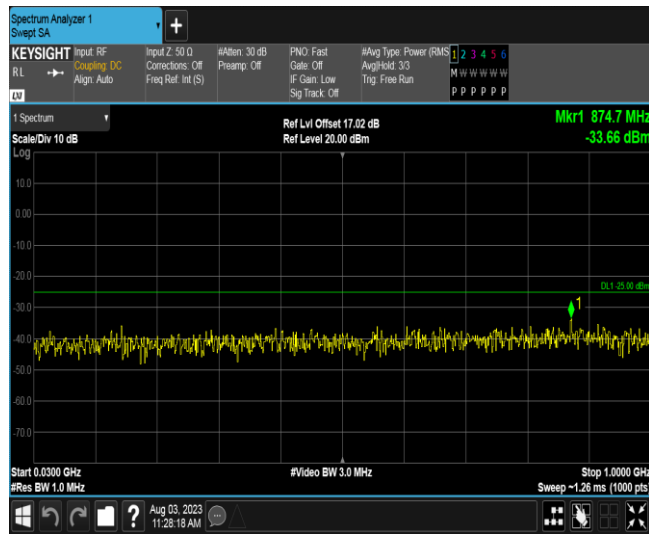 Spectrum Analyzer 1
Swept SA
KEYSIGHT
RL
LXI
Input: RF
Coupling: DC
Align: Auto
Input Z: 50 Ω
Corrections: Off
Freq Ref: Int (S)
#Atten: 30 dB
Preamp: Off
PNO: Fast
Gate: Off
IF Gain: Low
Sig Track: Off
#Avg Type: Power (RMS
Avg|Hold: 3/3
Trig: Free Run
1 2 3 4 5 6
M W W W W W
P P P P P P
1 Spectrum
Scale/Div 10 dB
Ref Lvl Offset 17.02 dB
Ref Level 20.00 dBm
Mkr1 874.7 MHz
-33.66 dBm
Log
10.0
0.00
-10.0
-20.0
DL1 -25.00 dBm
1
-30.0
-40.0
-50.0
-60.0
-70.0
Start 0.0300 GHz
#Video BW 3.0 MHz
Stop 1.0000 GHz
#Res BW 1.0 MHz
Sweep ~1.26 ms (1000 pts)
?
Aug 03, 2023
11:28:18 AM